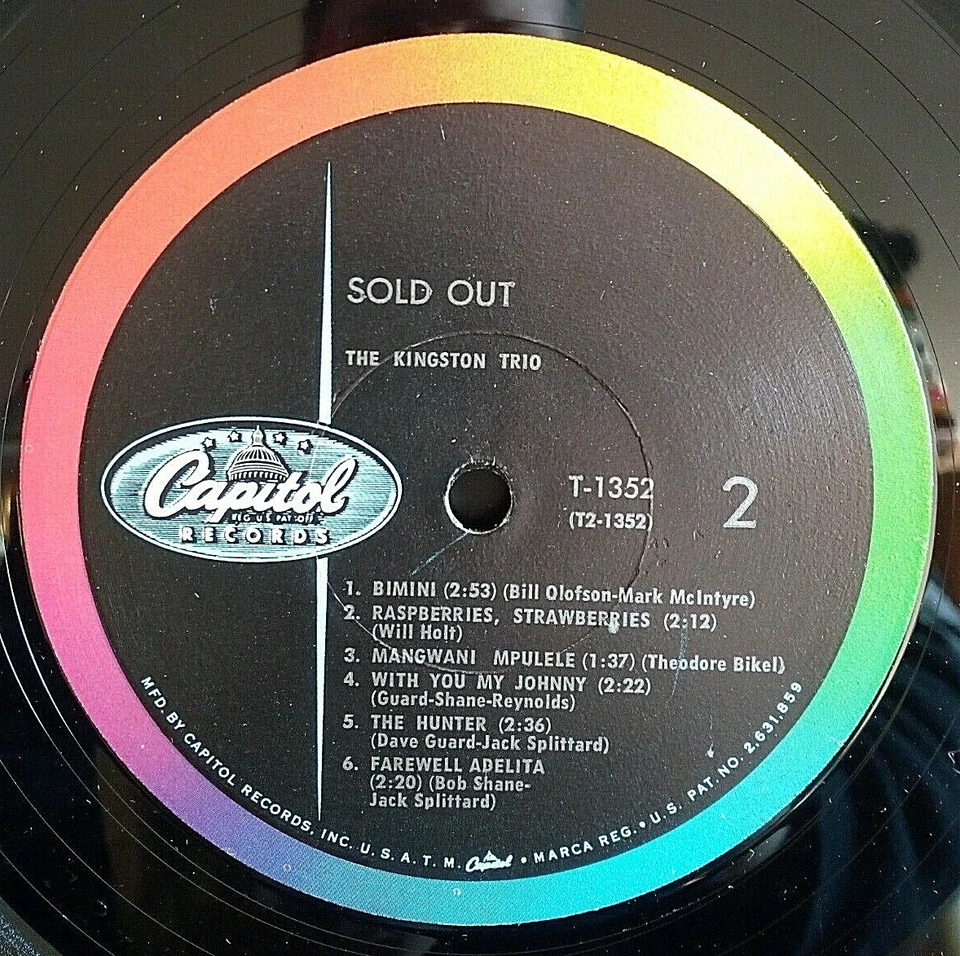 SOLD OUT
THE KINGSTON TRIO
Capitol
REG. U.S. PAT. OFF.
RECORDS
T-1352
(T2-1352)
2
1. BIMINI (2:53) (Bill Olofson-Mark McIntyre)
2. RASPBERRIES, STRAWBERRIES (2:12)
(Will Holt)
3. MANGWANI MPULELE (1:37) (Theodore Bikel)
4. WITH YOU MY JOHNNY (2:22)
(Guard-Shane-Reynolds)
5. THE HUNTER (2:36)
(Dave Guard-Jack Splittard)
6. FAREWELL ADELITA
(2:20) (Bob Shane-
Jack Splittard)
MFD. BY CAPITOL RECORDS, INC. U. S. A. T. M. Capitol • MARCA REG. • U.S. PAT. NO. 2,631,859